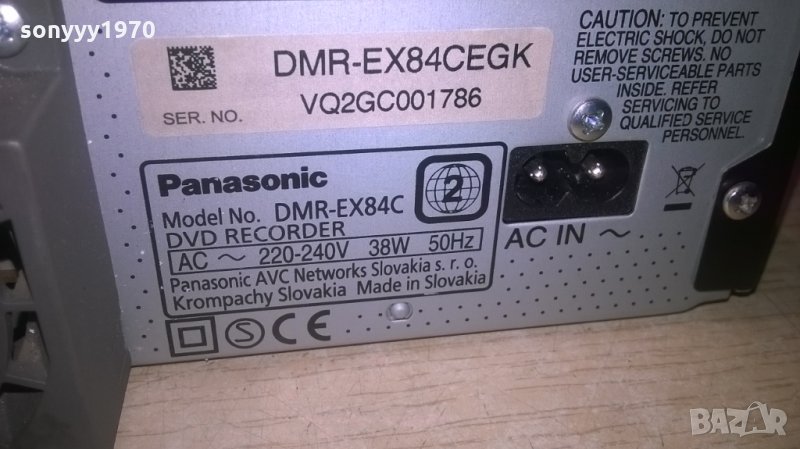 sonyyy1970
DMR-EX84CEGK
SER. NO. VQ2GC001786
CAUTION: TO PREVENT
ELECTRIC SHOCK, DO NOT
REMOVE SCREWS. NO
USER-SERVICEABLE PARTS
INSIDE. REFER
SERVICING TO
QUALIFIED SERVICE
PERSONNEL.
Panasonic
2
Model No. DMR-EX84C
DVD RECORDER
AC ~ 220-240V 38W 50Hz
Panasonic AVC Networks Slovakia s. r. o.
Krompachy Slovakia Made in Slovakia
AC IN ~
S CE
BAZAR